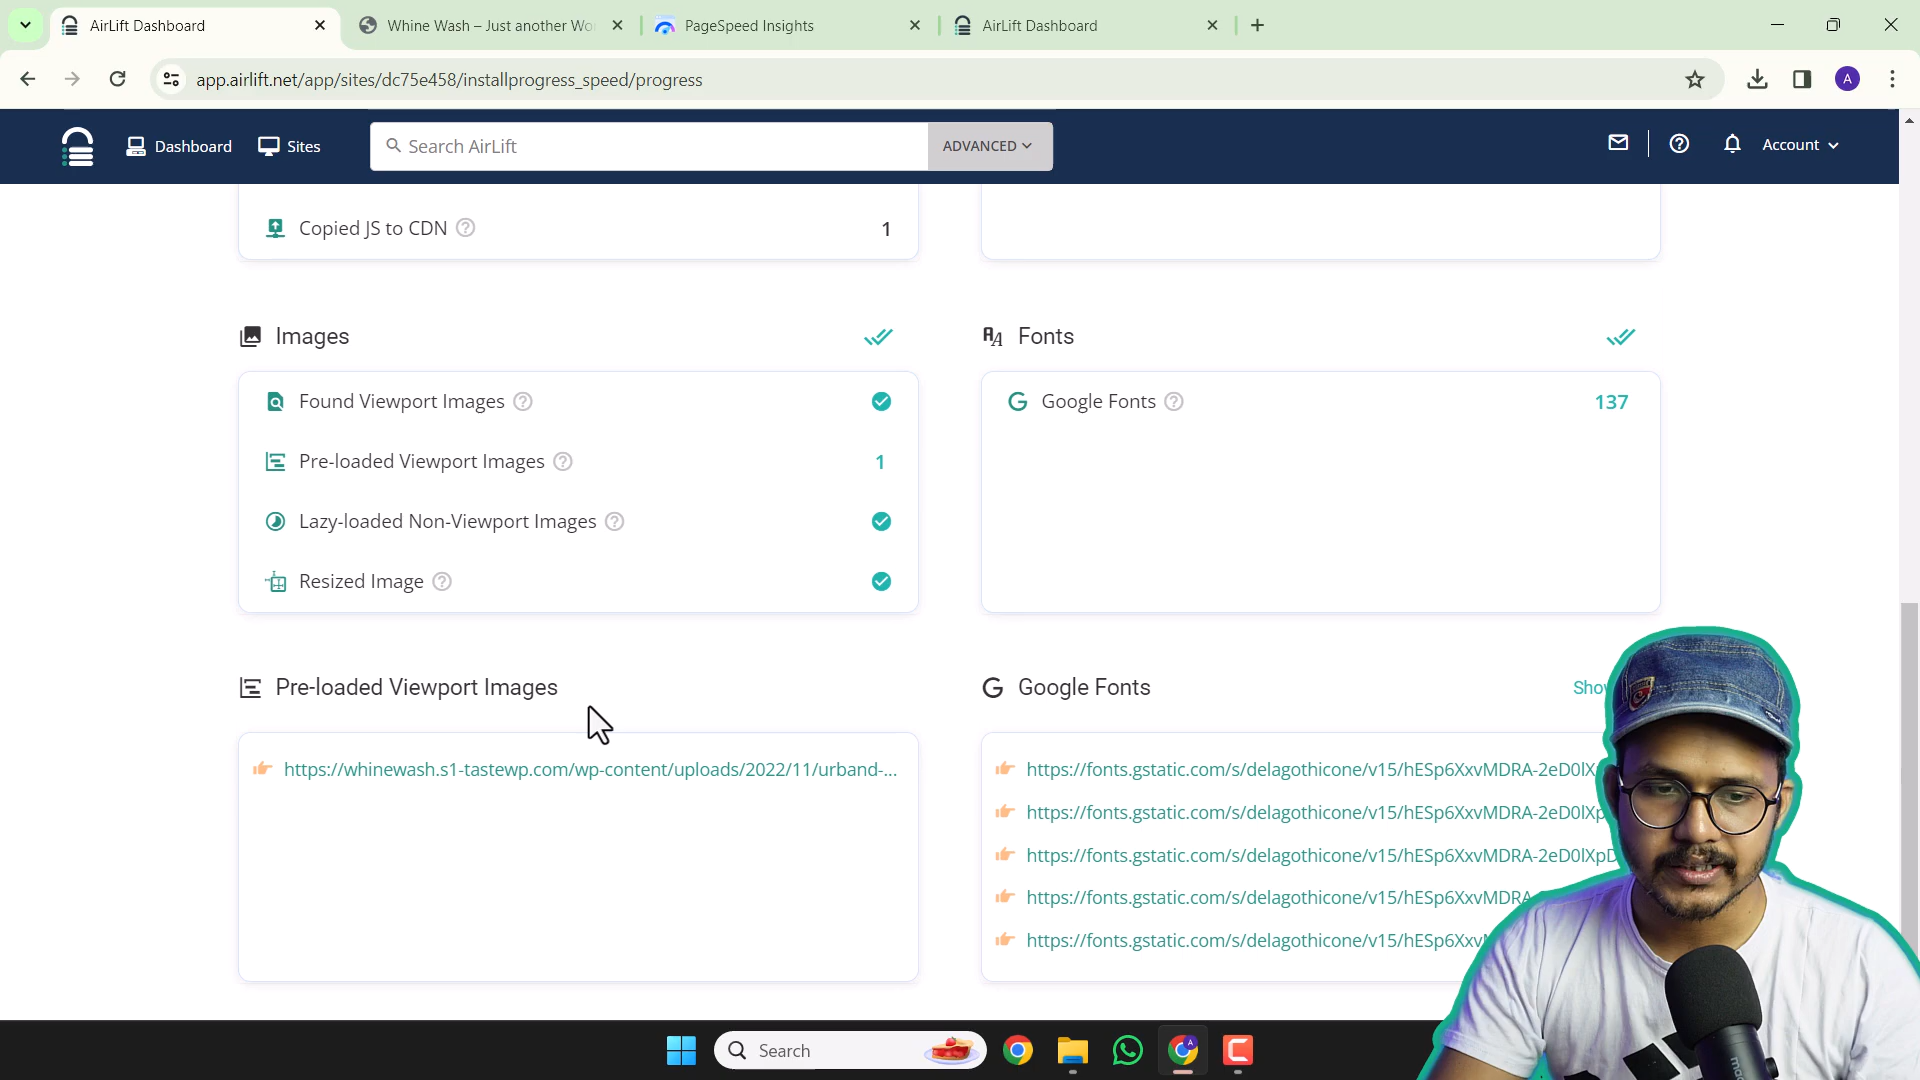 AirLift Dashboard
Whine Wash – Just another Wo
PageSpeed Insights
AirLift Dashboard
app.airlift.net/app/sites/dc75e458/installprogress_speed/progress
A
Dashboard
Sites
Search AirLift
ADVANCED
Account
Copied JS to CDN
1
Images
Fonts
Found Viewport Images
Pre-loaded Viewport Images
1
Lazy-loaded Non-Viewport Images
Resized Image
Google Fonts
137
Pre-loaded Viewport Images
Google Fonts
https://whinewash.s1-tastewp.com/wp-content/uploads/2022/11/urband-...
https://fonts.gstatic.com/s/delagothicone/v15/hESp6XxvMDRA-2eD0lX
https://fonts.gstatic.com/s/delagothicone/v15/hESp6XxvMDRA-2eD0lXp
https://fonts.gstatic.com/s/delagothicone/v15/hESp6XxvMDRA-2eD0lXpD
https://fonts.gstatic.com/s/delagothicone/v15/hESp6XxvMDRA
https://fonts.gstatic.com/s/delagothicone/v15/hESp6Xxv
Search